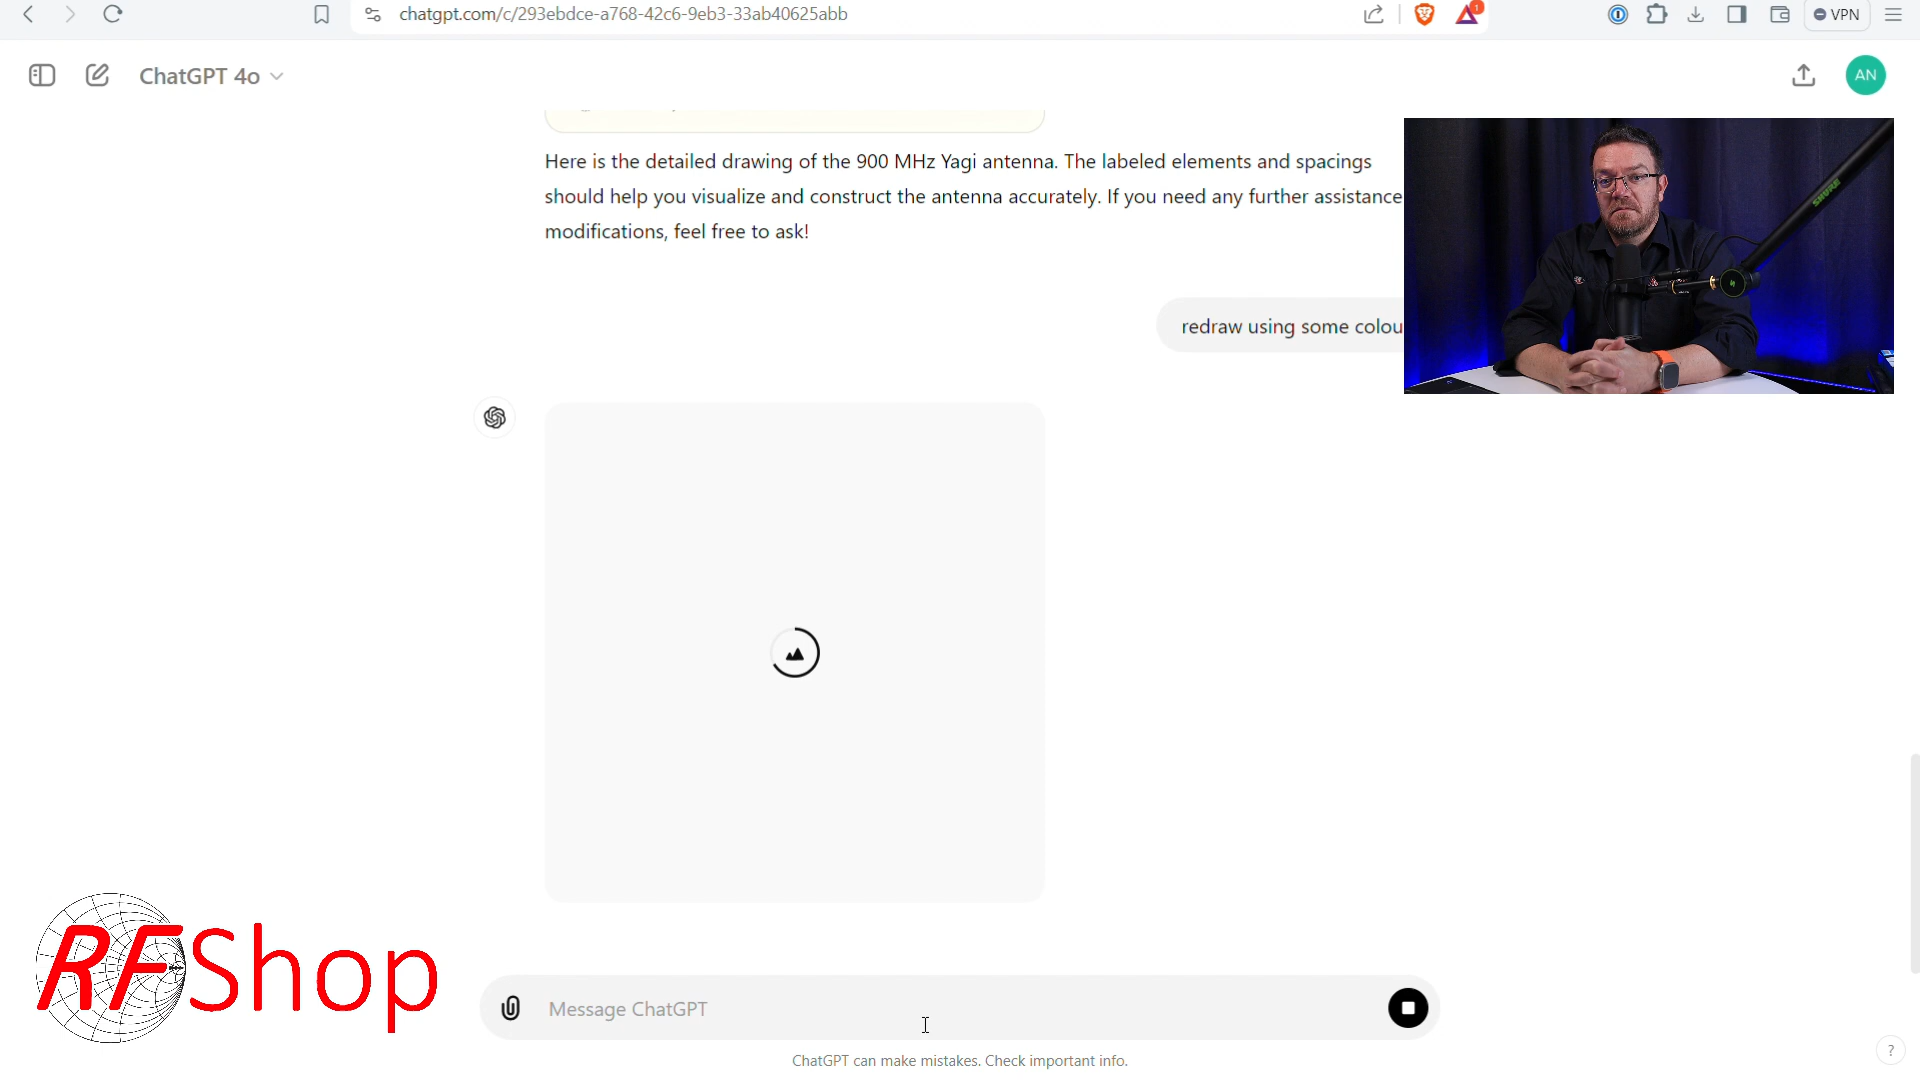 chatgpt.com/c/293ebdce-a768-42c6-9eb3-33ab40625abb
1
VPN
ChatGPT 4o
AN
Here is the detailed drawing of the 900 MHz Yagi antenna. The labeled elements and spacings
should help you visualize and construct the antenna accurately. If you need any further assistance
modifications, feel free to ask!
SHURE
redraw using some colou
RFShop
Message ChatGPT
ChatGPT can make mistakes. Check important info.
?